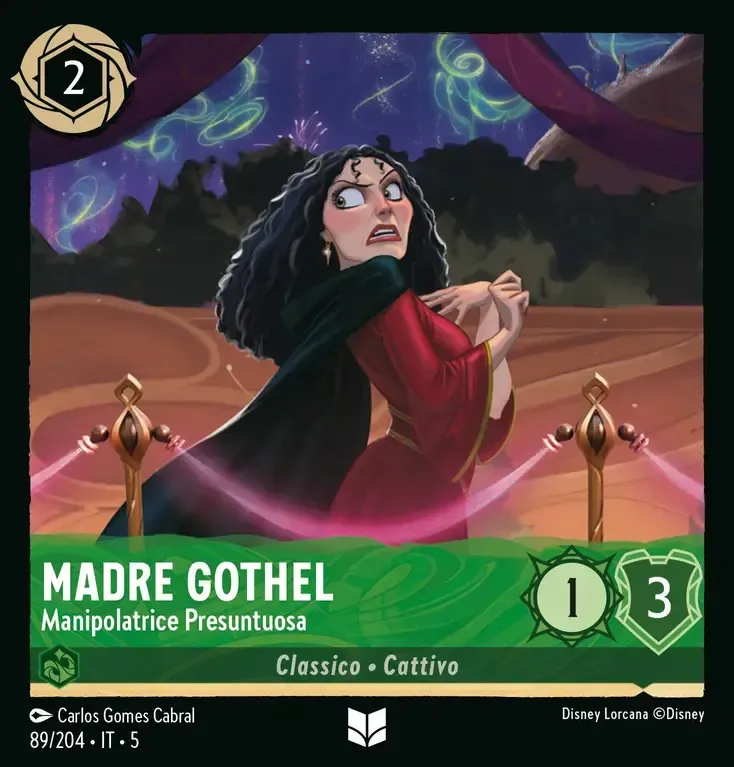 2
MADRE GOTHEL
Manipolatrice Presuntuosa
1
3
Classico • Cattivo
Carlos Gomes Cabral
Disney Lorcana ©Disney
89/204 • IT • 5